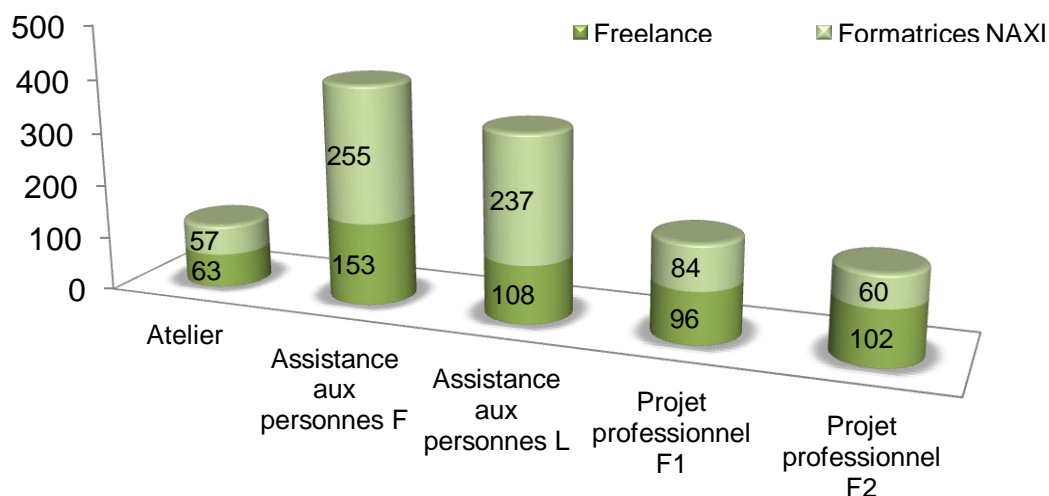 500
400
300
200
100
0
Freelance
Formatrices NAXI
57
63
255
153
237
108
84
96
60
102
Atelier
Assistance
aux
personnes F
Assistance
aux
personnes L
Projet
professionnel
F1
Projet
professionnel
F2